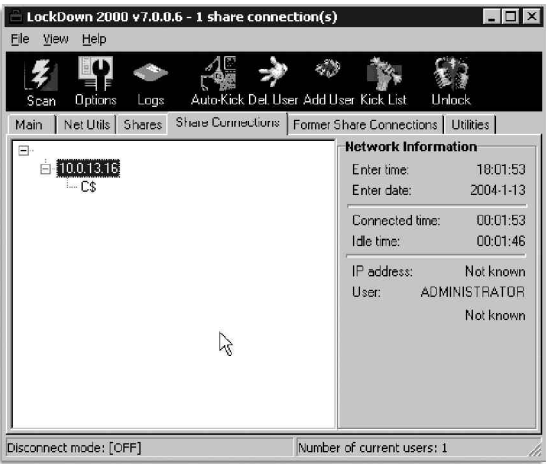 LockDown 2000 v7.0.0.6 - 1 share connection(s)
File View Help
Scan Options Logs Auto-Kick Del. User Add User Kick List Unlock
Main Net Utils Shares Share Connections Former Share Connections Utilities
10.0.13.16
C$
Network Information
Enter time: 18:01:53
Enter date: 2004-1-13
Connected time: 00:01:53
Idle time: 00:01:46
IP address: Not known
User: ADMINISTRATOR
Not known
Disconnect mode: [OFF] Number of current users: 1